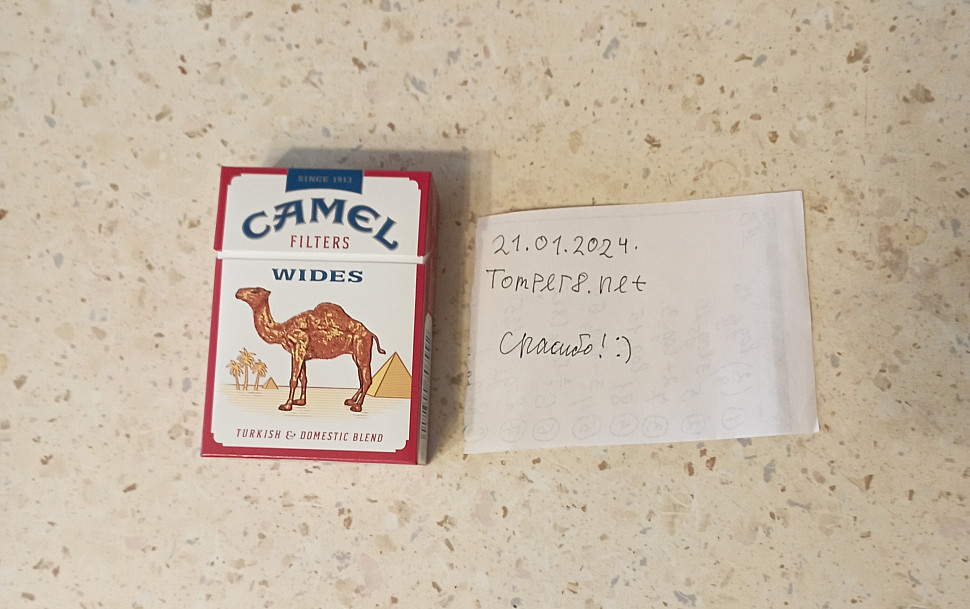 SINCE 1913
CAMEL
FILTERS
WIDES
TURKISH & DOMESTIC BLEND
21.01.2024.
Tomper8.net
Спасибо! :)